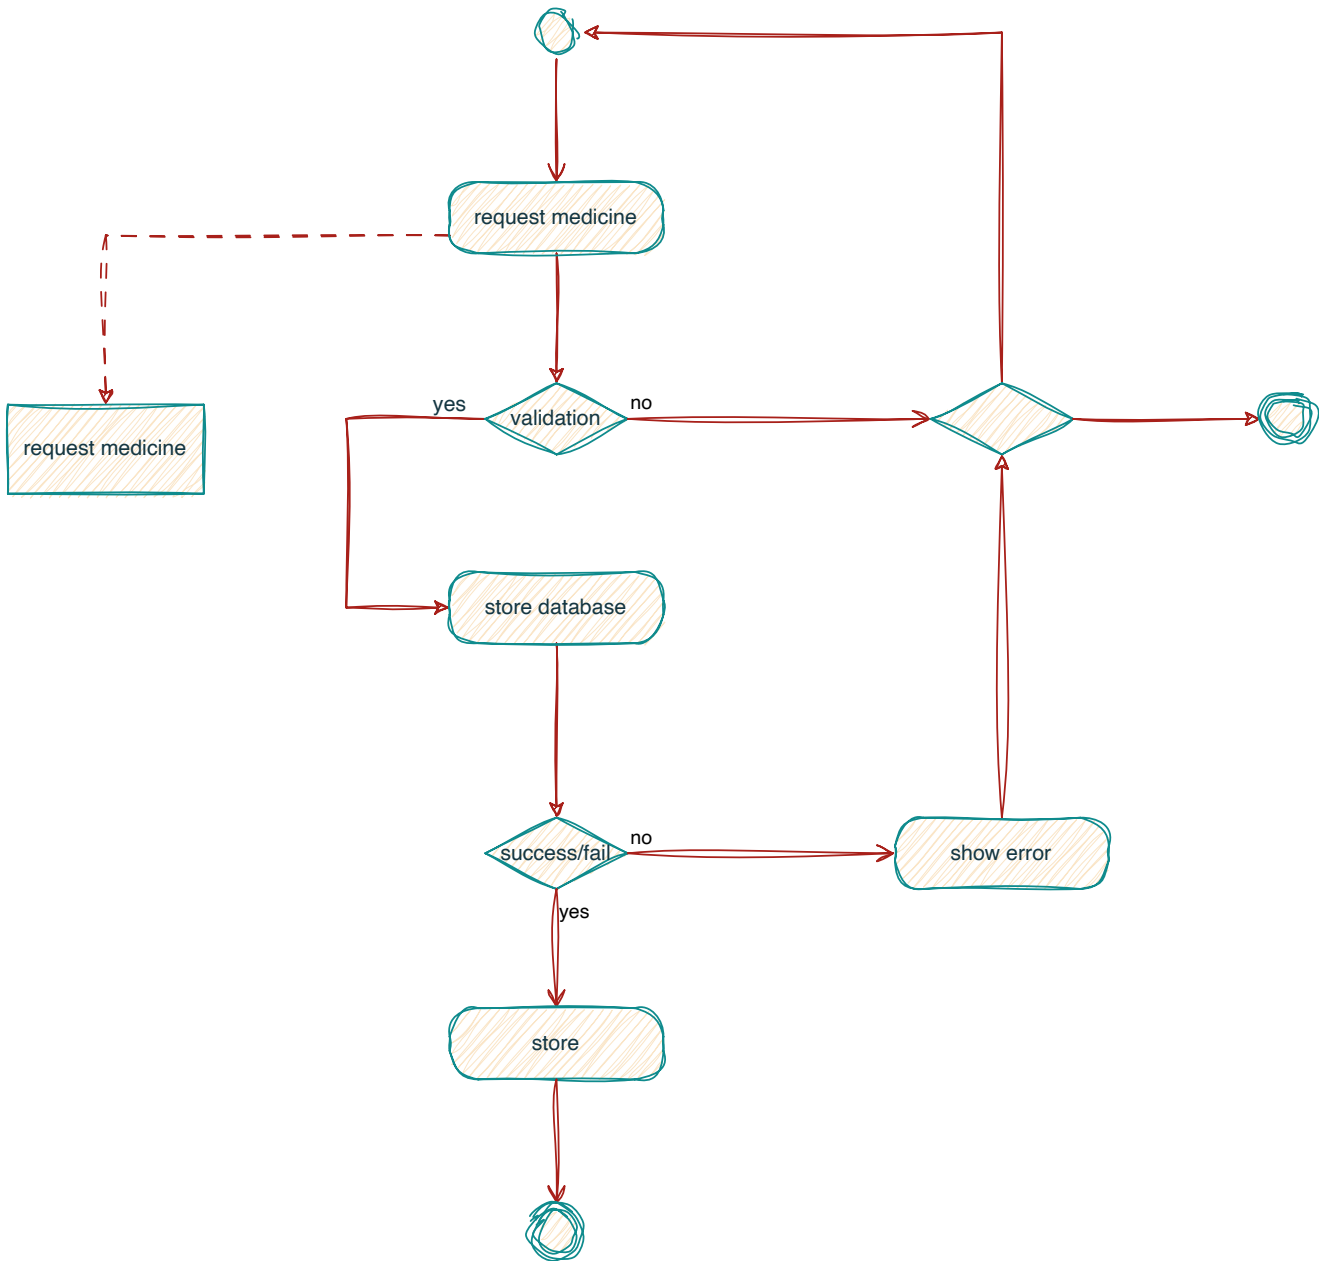 request medicine
request medicine
yes
validation
no
store database
success/fail
no
show error
yes
store